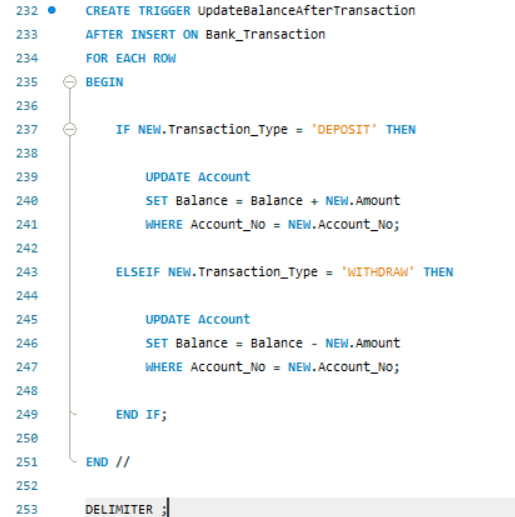 232 CREATE TRIGGER UpdateBalanceAfterTransaction
233 AFTER INSERT ON Bank_Transaction
234 FOR EACH ROW
235 BEGIN
236
237 IF NEW.Transaction_Type = 'DEPOSIT' THEN
238
239 UPDATE Account
240 SET Balance = Balance + NEW.Amount
241 WHERE Account_No = NEW.Account_No;
242
243 ELSEIF NEW.Transaction_Type = 'WITHDRAW' THEN
244
245 UPDATE Account
246 SET Balance = Balance - NEW.Amount
247 WHERE Account_No = NEW.Account_No;
248
249 END IF;
250
251 END //
252
253 DELIMITER ;